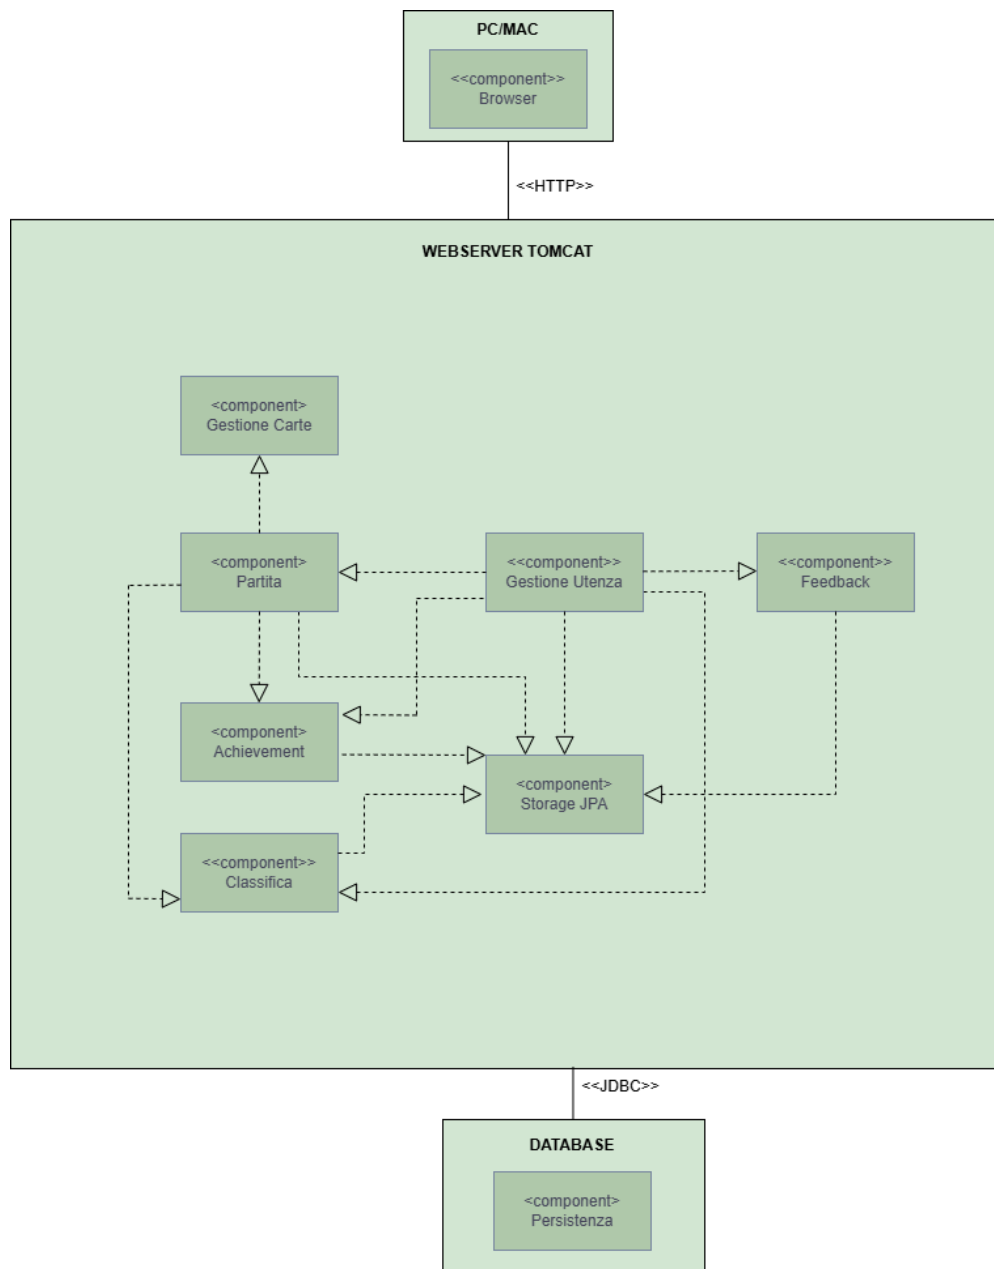 PC/MAC
<<component>>
Browser
<<HTTP>>
WEBSERVER TOMCAT
<component>
Gestione Carte
<component>
Partita
<<component>>
Gestione Utenza
<<component>>
Feedback
<component>
Achievement
<component>
Storage JPA
<<component>>
Classifica
<<JDBC>>
DATABASE
<component>
Persistenza